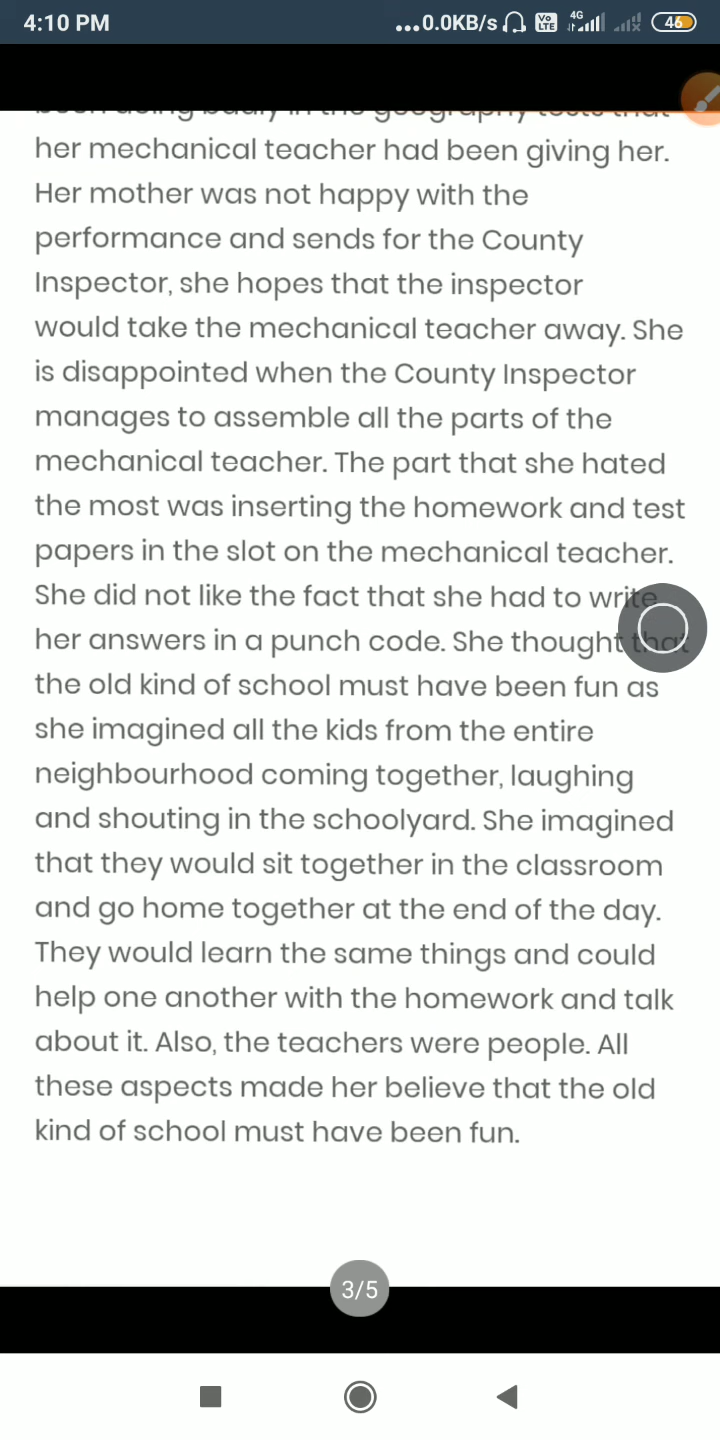 4:10 PM
...0.0KB/s Vo LTE 4G 46
her mechanical teacher had been giving her.
Her mother was not happy with the
performance and sends for the County
Inspector, she hopes that the inspector
would take the mechanical teacher away. She
is disappointed when the County Inspector
manages to assemble all the parts of the
mechanical teacher. The part that she hated
the most was inserting the homework and test
papers in the slot on the mechanical teacher.
She did not like the fact that she had to write
her answers in a punch code. She thought that
the old kind of school must have been fun as
she imagined all the kids from the entire
neighbourhood coming together, laughing
and shouting in the schoolyard. She imagined
that they would sit together in the classroom
and go home together at the end of the day.
They would learn the same things and could
help one another with the homework and talk
about it. Also, the teachers were people. All
these aspects made her believe that the old
kind of school must have been fun.
3/5